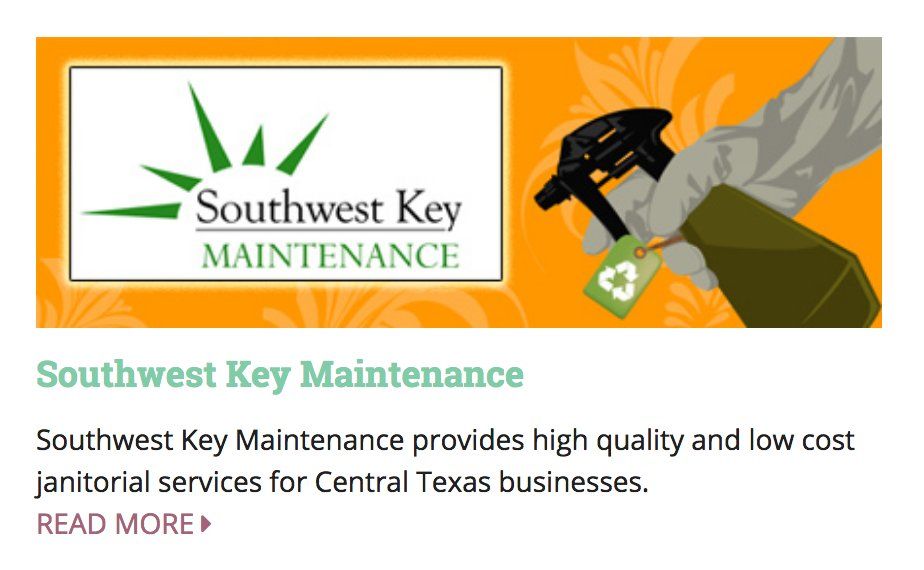 Southwest Key
MAINTENANCE
Southwest Key Maintenance
Southwest Key Maintenance provides high quality and low cost
janitorial services for Central Texas businesses.
READ MORE